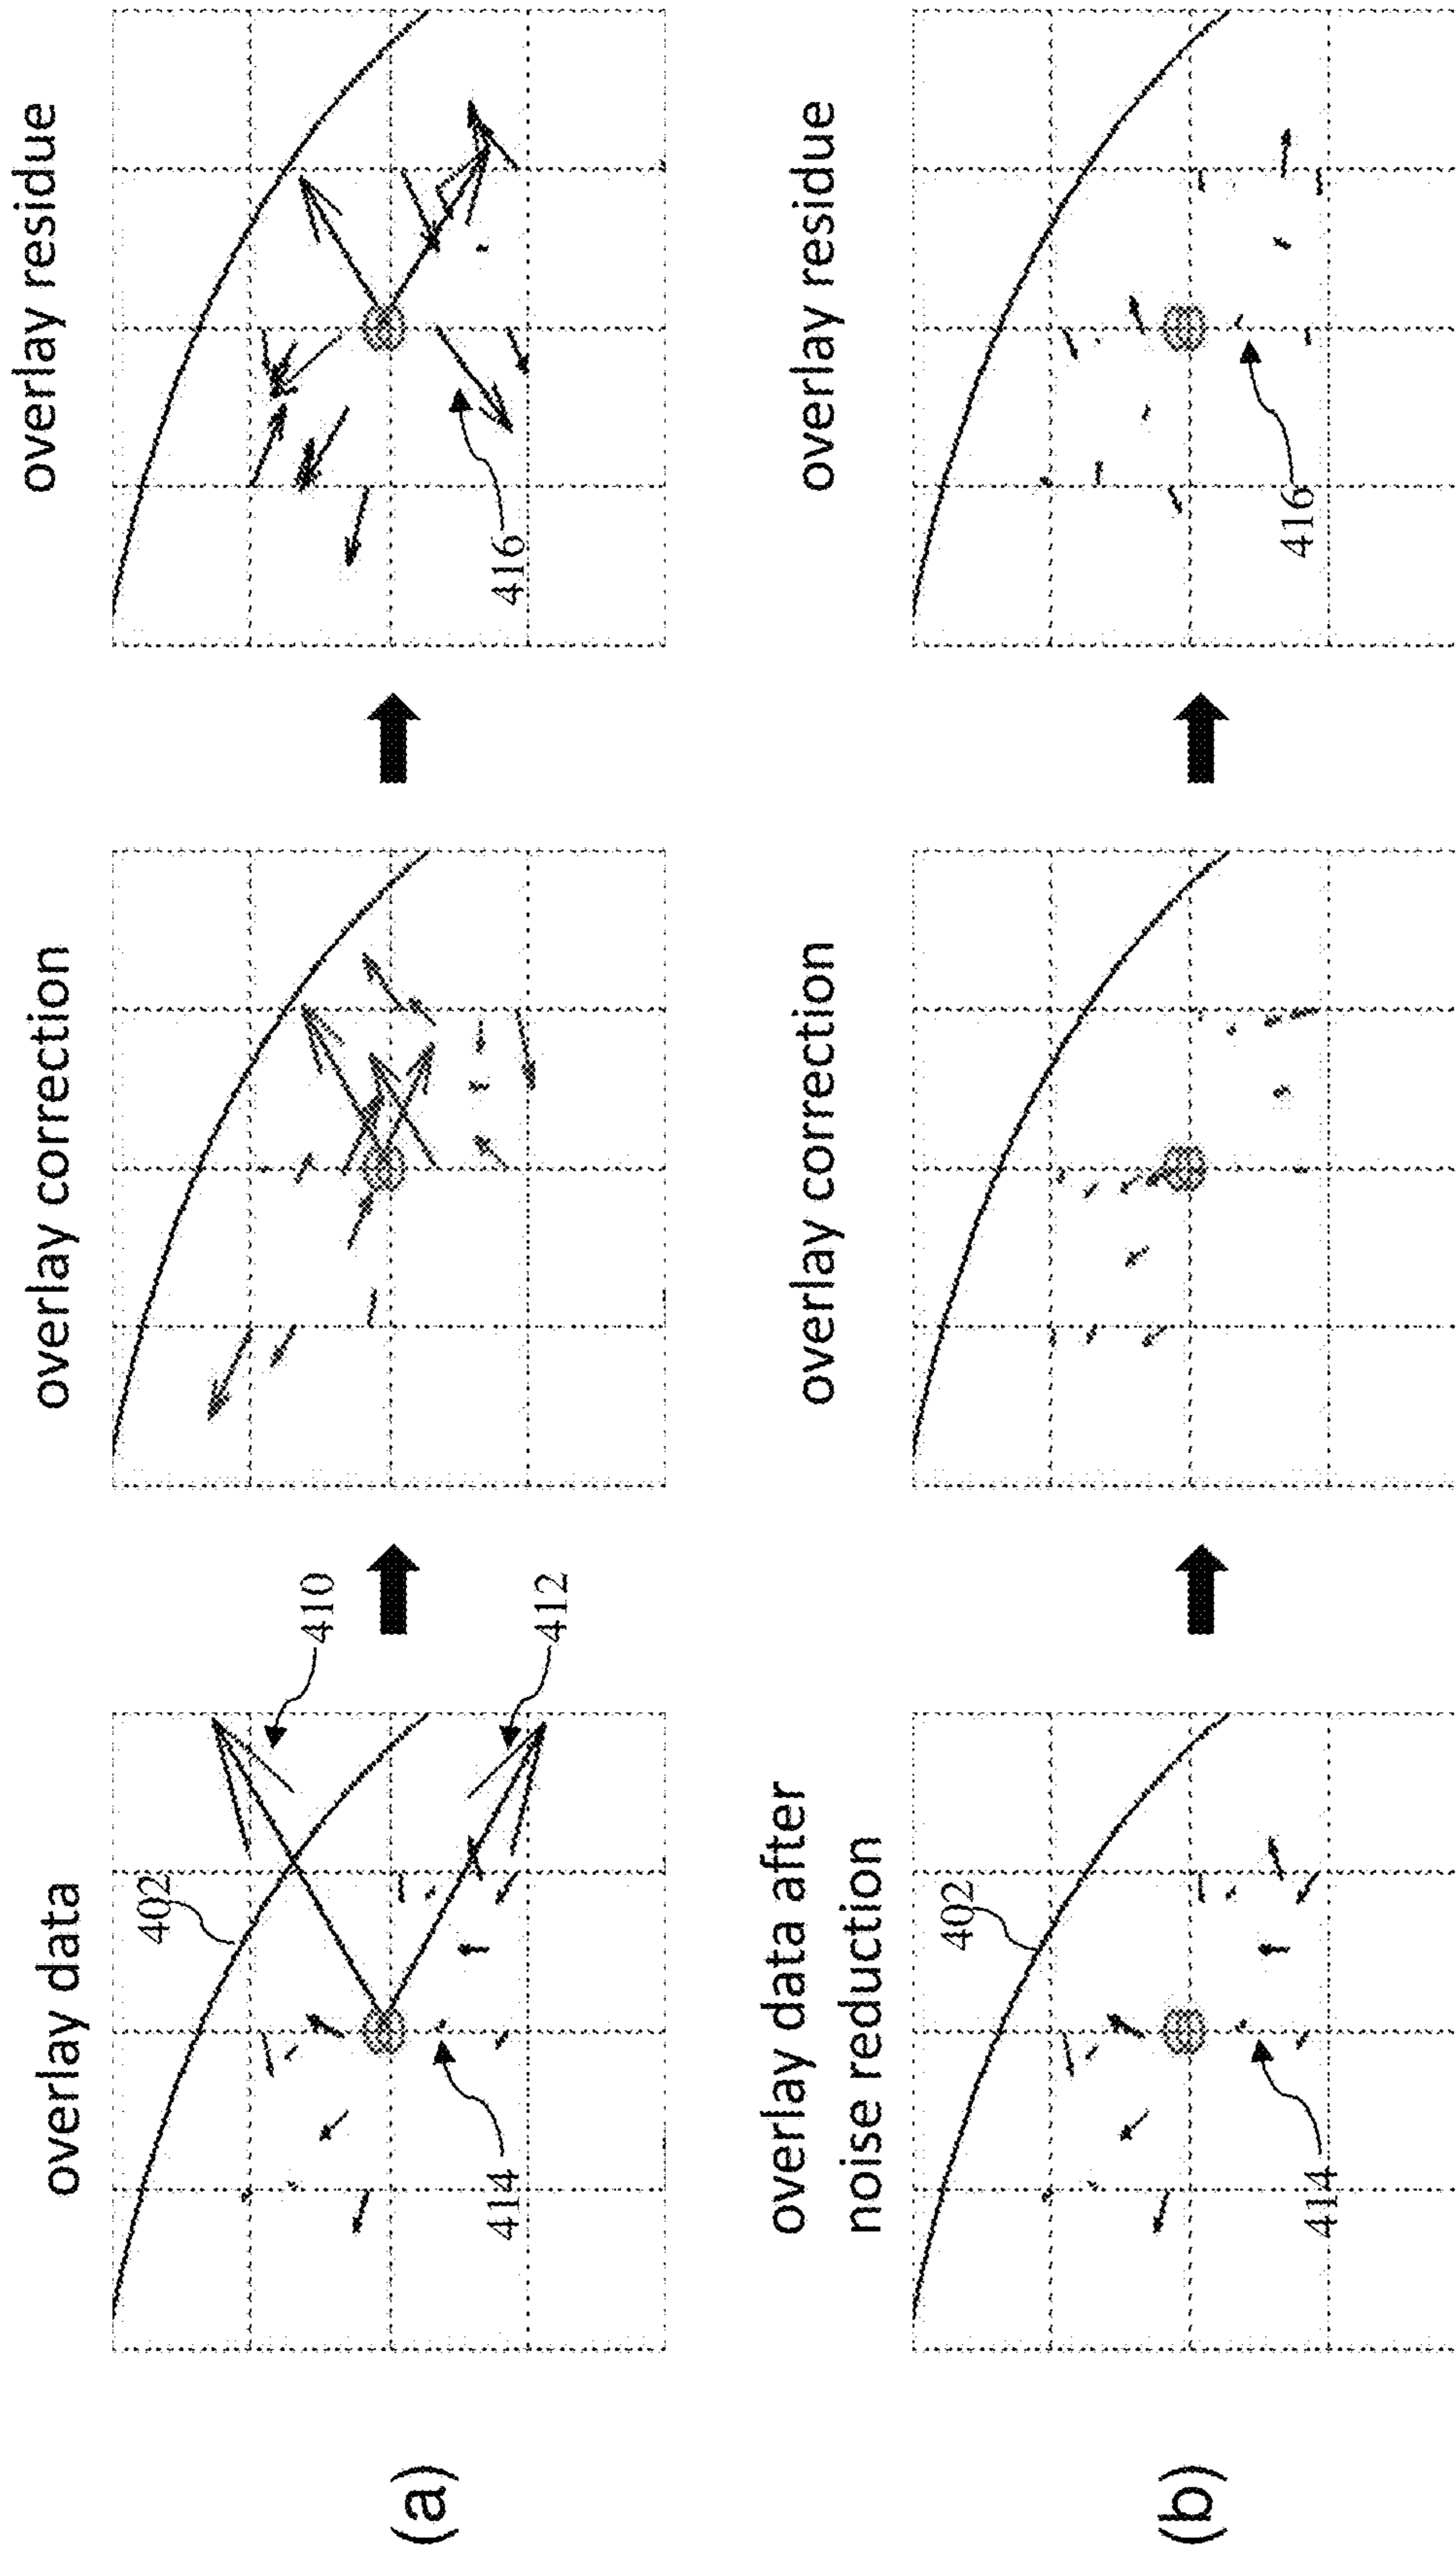 (a)
overlay data
402
410
412
414
overlay correction
overlay residue
416
(b)
overlay data after
noise reduction
402
414
overlay correction
overlay residue
416